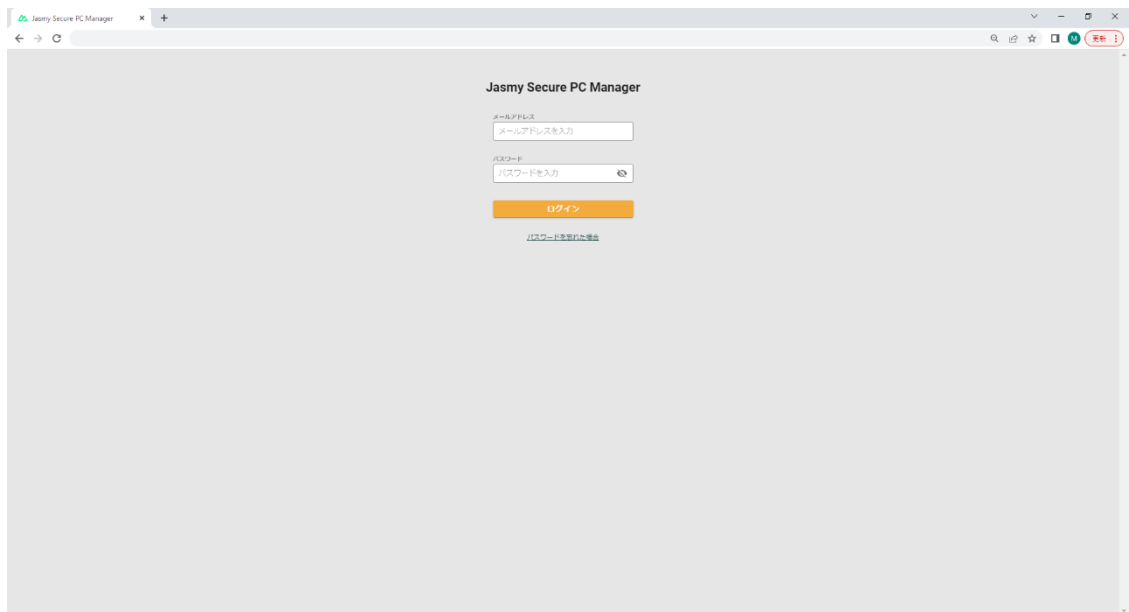 Jasmy Secure PC Manager
M
更新
Jasmy Secure PC Manager
メールアドレス
メールアドレスを入力
パスワード
パスワードを入力
ログイン
パスワードを忘れた場合